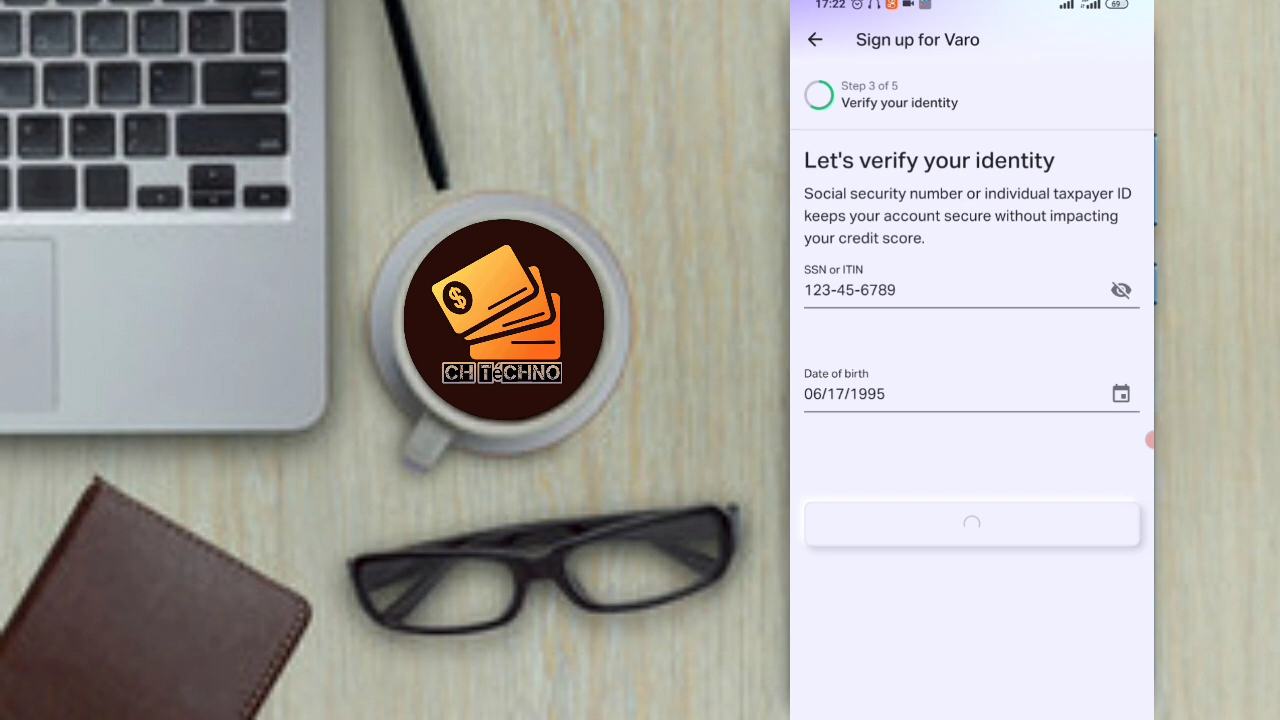 CH TéCHNO
17:22
69
Sign up for Varo
Step 3 of 5
Verify your identity
Let's verify your identity
Social security number or individual taxpayer ID
keeps your account secure without impacting
your credit score.
SSN or ITIN
123-45-6789
Date of birth
06/17/1995